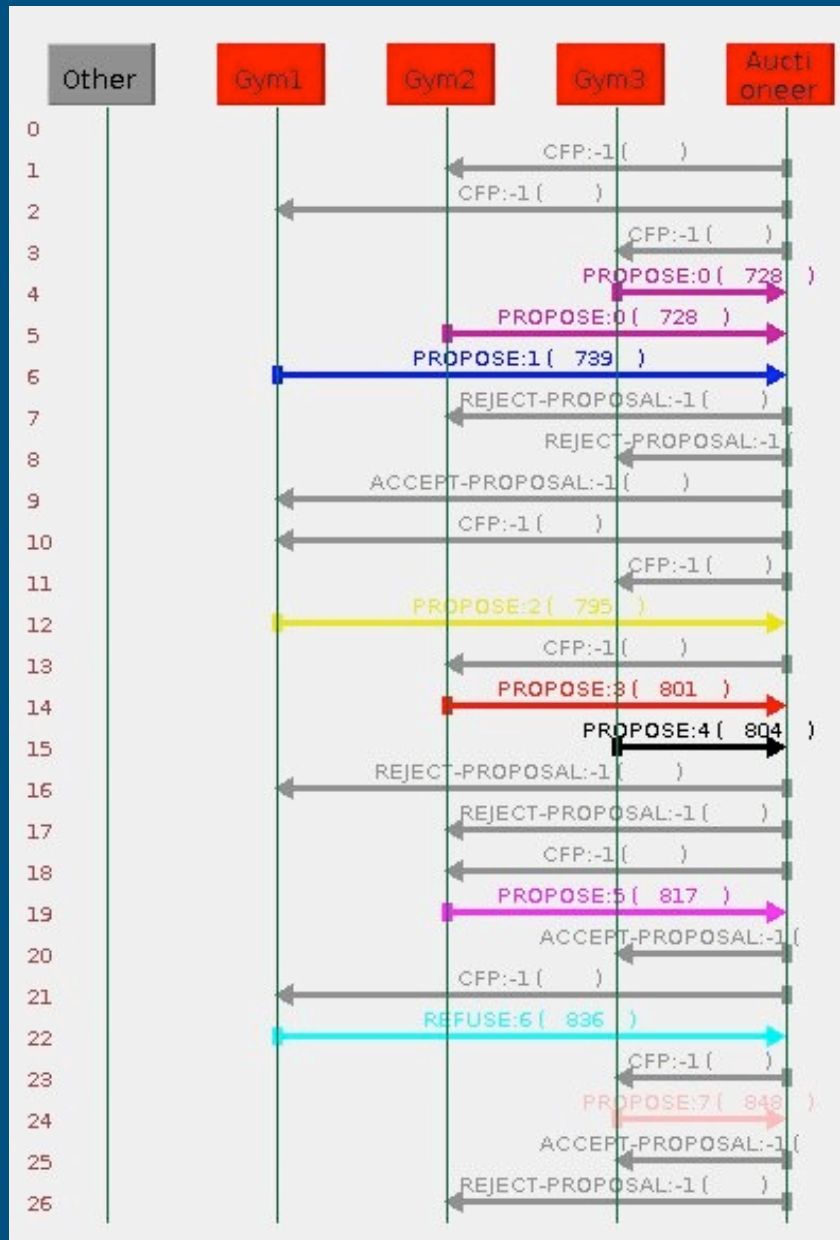 Other Gym1 Gym2 Gym3 Aucti
oneer
0
CFP:-1 ( )
1
CFP:-1 ( )
2
CFP:-1 ( )
3
PROPOSE:0 ( 728 )
4
PROPOSE:0 ( 728 )
5
PROPOSE:1 ( 739 )
6
REJECT-PROPOSAL:-1 ( )
7
REJECT-PROPOSAL:-1 (
8
ACCEPT-PROPOSAL:-1 ( )
9
CFP:-1 ( )
10
CFP:-1 ( )
11
PROPOSE:2 ( 795 )
12
CFP:-1 ( )
13
PROPOSE:3 ( 801 )
14
PROPOSE:4 ( 804 )
15
REJECT-PROPOSAL:-1 ( )
16
REJECT-PROPOSAL:-1 ( )
17
CFP:-1 ( )
18
PROPOSE:5 ( 817 )
19
ACCEPT-PROPOSAL:-1 (
20
CFP:-1 ( )
21
REFUSE:6 ( 836 )
22
CFP:-1 ( )
23
PROPOSE:7 ( 848 )
24
ACCEPT-PROPOSAL:-1 (
25
REJECT-PROPOSAL:-1 ( )
26